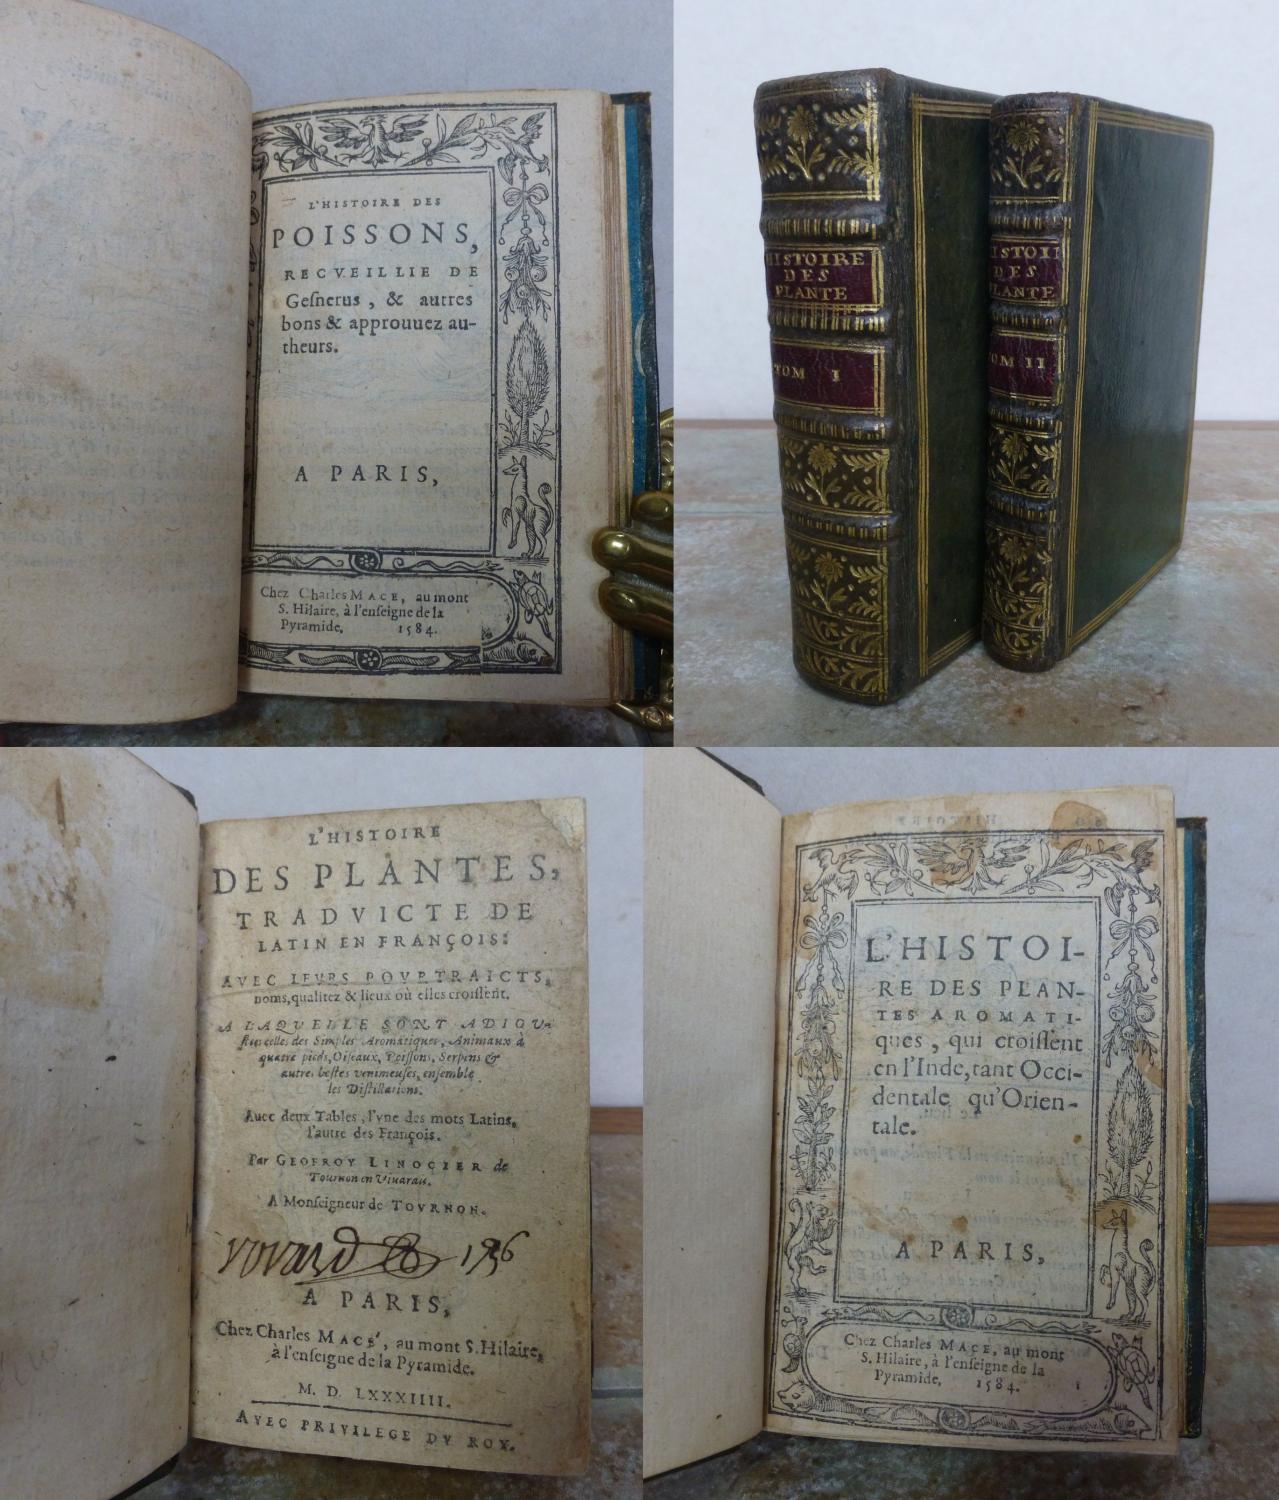 L'HISTOIRE DES
POISSONS,
RECVEILLIE DE
Geſnerus, & autres
bons & approuuez au-
theurs.
A PARIS,
Chez Charles MACE, au mont
S. Hilaire, à l'enſeigne de la
Pyramide. 1584.
HISTOIRE
DES
PLANTE
TOM I
ISTOI
DES
PLANTE
TOM II
L'HISTOIRE
DES PLANTES,
TRADVICTE DE
LATIN EN FRANÇOIS:
AVEC LEVRS POVRTRAICTS,
noms, qualitez & lieux où elles croiſſent.
A LAQVELLE SONT ADIOV-
ſtees celles des Simples Aromatiques, Animaux à
quatre pieds, Oiſeaux, Poiſſons, Serpens &
autres beſtes venimeuſes, enſemble
les Diſtillations.
Auec deux Tables, l'vne des mots Latins,
l'autre des François.
Par GEOFROY LINOCIER de
Tournon en Viuarau.
A Monſeigneur de TOVRNON.
A PARIS,
Chez Charles MACÉ, au mont S. Hilaire,
à l'enſeigne de la Pyramide.
M. D. LXXXIIII.
AVEC PRIVILEGE DV ROY.
HISTOIRE
L'HISTOI-
RE DES PLAN-
TES AROMATI-
ques, qui croiſſent
en l'Inde, tant Occi-
dentale qu'Orien-
tale.
A PARIS,
Chez Charles MACE, au mont
S. Hilaire, à l'enſeigne de la
Pyramide. 1584.